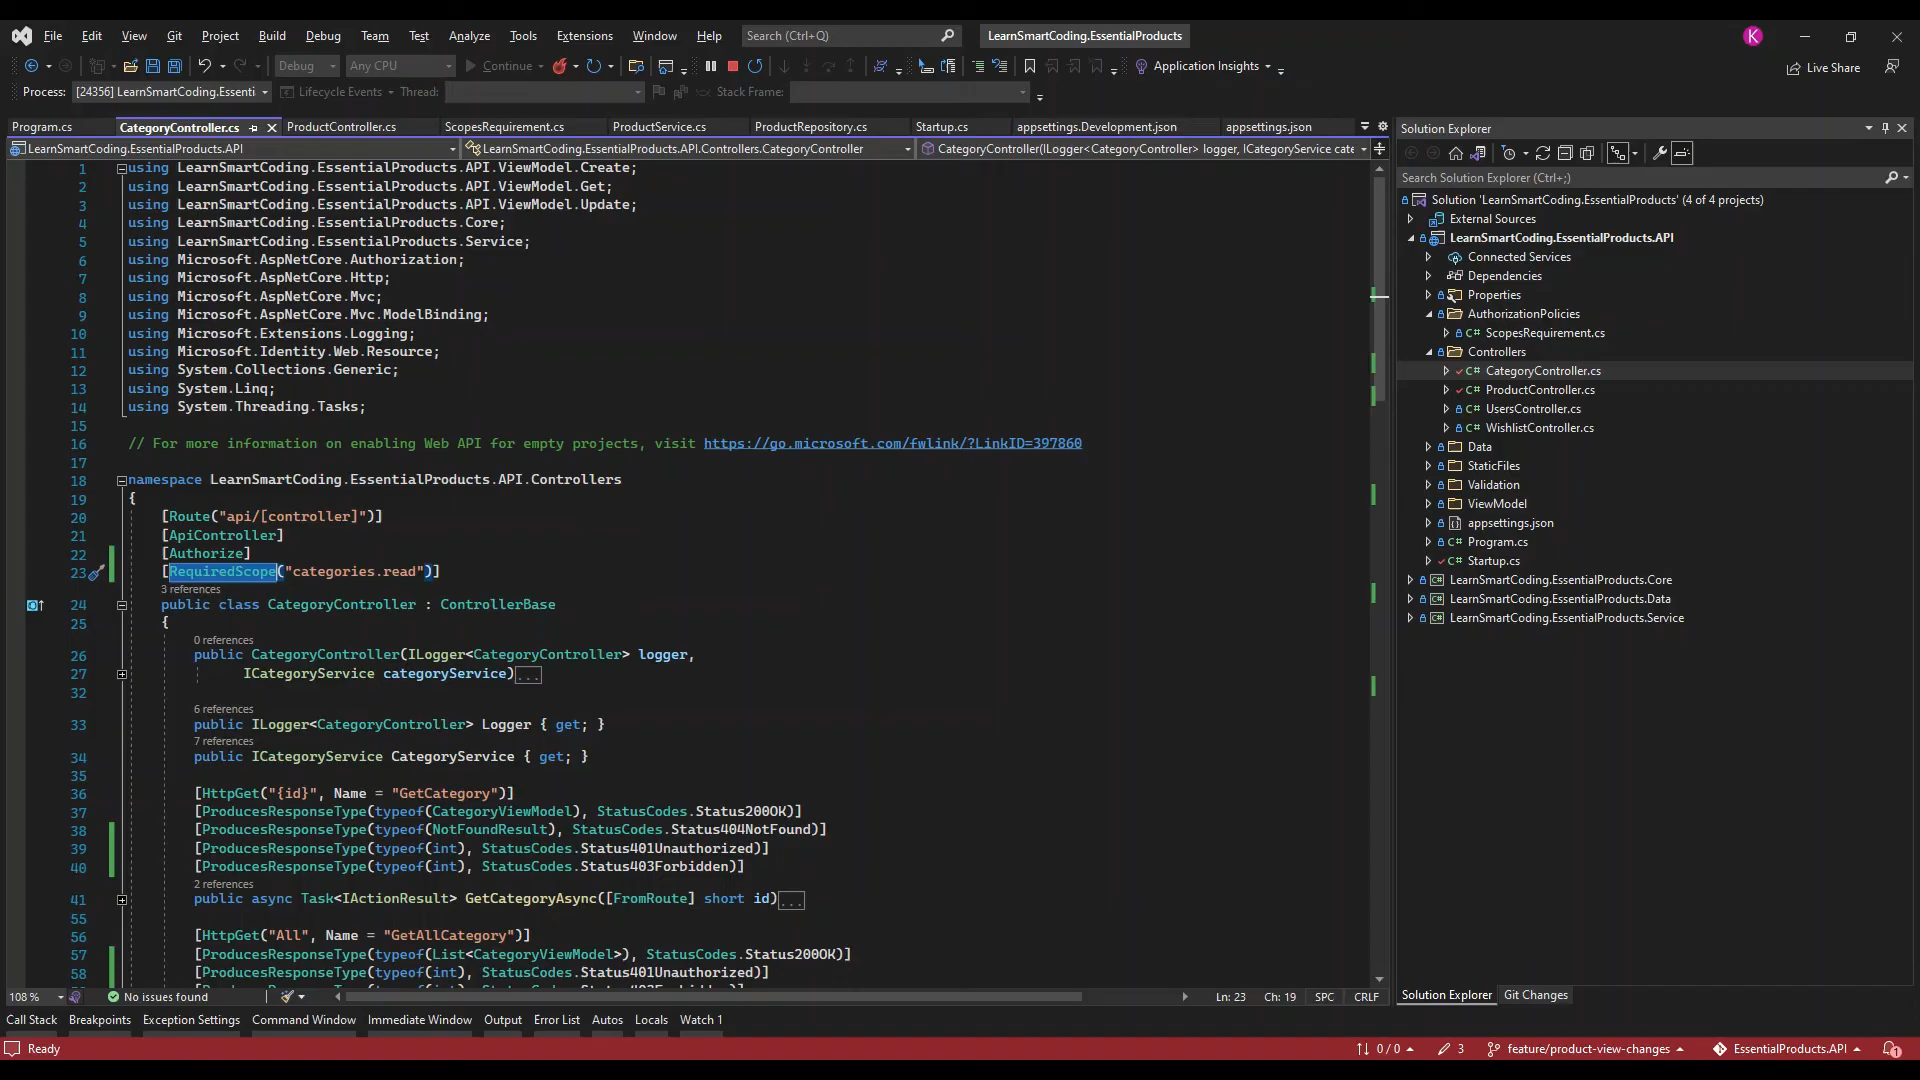 File Edit View Git Project Build Debug Team Test Analyze Tools Extensions Window Help Search (Ctrl+Q) LearnSmartCoding.EssentialProducts K
Debug Any CPU Continue Application Insights Live Share
Process: [24356] LearnSmartCoding.Essenti Lifecycle Events Thread: Stack Frame:
Program.cs CategoryController.cs ProductController.cs ScopesRequirement.cs ProductService.cs ProductRepository.cs Startup.cs appsettings.Development.json appsettings.json
LearnSmartCoding.EssentialProducts.API LearnSmartCoding.EssentialProducts.API.Controllers.CategoryController CategoryController(ILogger<CategoryController> logger, ICategoryService cate
1 using LearnSmartCoding.EssentialProducts.API.ViewModel.Create;
2 using LearnSmartCoding.EssentialProducts.API.ViewModel.Get;
3 using LearnSmartCoding.EssentialProducts.API.ViewModel.Update;
4 using LearnSmartCoding.EssentialProducts.Core;
5 using LearnSmartCoding.EssentialProducts.Service;
6 using Microsoft.AspNetCore.Authorization;
7 using Microsoft.AspNetCore.Http;
8 using Microsoft.AspNetCore.Mvc;
9 using Microsoft.AspNetCore.Mvc.ModelBinding;
10 using Microsoft.Extensions.Logging;
11 using Microsoft.Identity.Web.Resource;
12 using System.Collections.Generic;
13 using System.Linq;
14 using System.Threading.Tasks;
15
16 // For more information on enabling Web API for empty projects, visit https://go.microsoft.com/fwlink/?LinkID=397860
17
18 namespace LearnSmartCoding.EssentialProducts.API.Controllers
19 {
20 [Route("api/[controller]")]
21 [ApiController]
22 [Authorize]
23 [RequiredScope("categories.read")]
3 references
24 public class CategoryController : ControllerBase
25 {
0 references
26 public CategoryController(ILogger<CategoryController> logger,
27 ICategoryService categoryService)...
32
6 references
33 public ILogger<CategoryController> Logger { get; }
7 references
34 public ICategoryService CategoryService { get; }
35
36 [HttpGet("{id}", Name = "GetCategory")]
37 [ProducesResponseType(typeof(CategoryViewModel), StatusCodes.Status200OK)]
38 [ProducesResponseType(typeof(NotFoundResult), StatusCodes.Status404NotFound)]
39 [ProducesResponseType(typeof(int), StatusCodes.Status401Unauthorized)]
40 [ProducesResponseType(typeof(int), StatusCodes.Status403Forbidden)]
2 references
41 public async Task<IActionResult> GetCategoryAsync([FromRoute] short id)...
55
56 [HttpGet("All", Name = "GetAllCategory")]
57 [ProducesResponseType(typeof(List<CategoryViewModel>), StatusCodes.Status200OK)]
58 [ProducesResponseType(typeof(int), StatusCodes.Status401Unauthorized)]
108 % No issues found Ln: 23 Ch: 19 SPC CRLF
Solution Explorer
Search Solution Explorer (Ctrl+;)
Solution 'LearnSmartCoding.EssentialProducts' (4 of 4 projects)
External Sources
LearnSmartCoding.EssentialProducts.API
Connected Services
Dependencies
Properties
AuthorizationPolicies
C# ScopesRequirement.cs
Controllers
C# CategoryController.cs
C# ProductController.cs
C# UsersController.cs
C# WishlistController.cs
Data
StaticFiles
Validation
ViewModel
appsettings.json
C# Program.cs
C# Startup.cs
LearnSmartCoding.EssentialProducts.Core
LearnSmartCoding.EssentialProducts.Data
LearnSmartCoding.EssentialProducts.Service
Solution Explorer Git Changes
Call Stack Breakpoints Exception Settings Command Window Immediate Window Output Error List Autos Locals Watch 1
Ready 0 / 0 3 feature/product-view-changes EssentialProducts.API 1